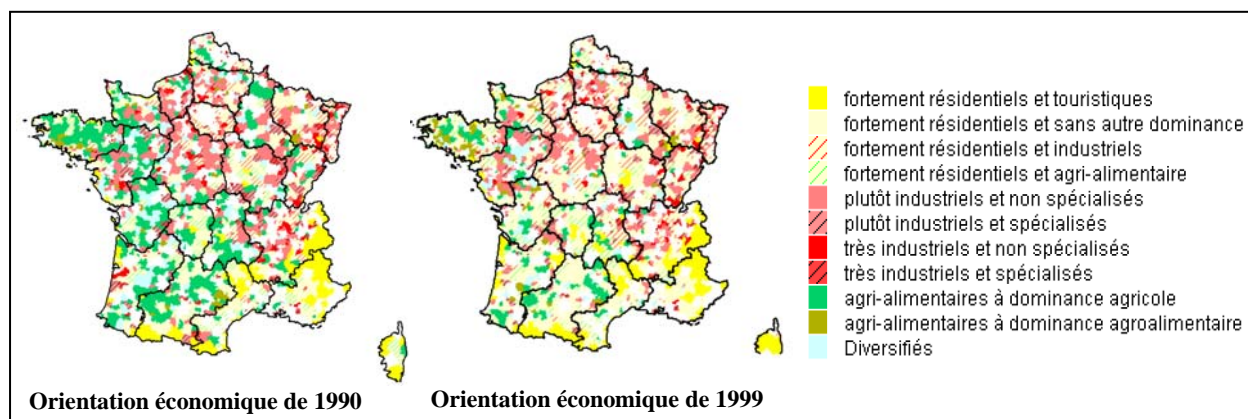 fortement résidentiels et touristiques
fortement résidentiels et sans autre dominance
fortement résidentiels et industriels
fortement résidentiels et agri-alimentaire
plutôt industriels et non spécialisés
plutôt industriels et spécialisés
très industriels et non spécialisés
très industriels et spécialisés
agri-alimentaires à dominance agricole
agri-alimentaires à dominance agroalimentaire
Diversifiés
Orientation économique de 1990
Orientation économique de 1999